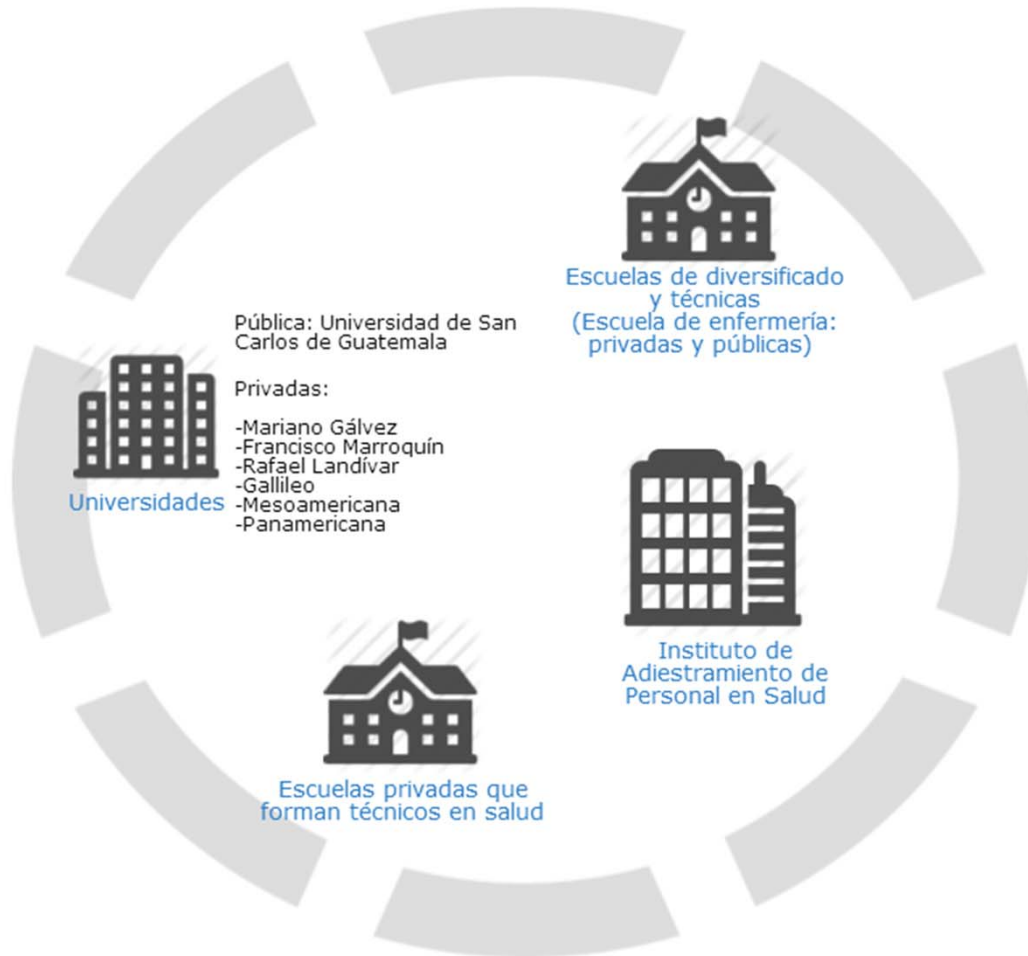 Escuelas de diversificado
y técnicas
(Escuela de enfermería:
privadas y públicas)
Pública: Universidad de San
Carlos de Guatemala
Privadas:
-Mariano Gálvez
-Francisco Marroquín
-Rafael Landívar
-Gallileo
-Mesoamericana
-Panamericana
Universidades
Instituto de
Adiestramiento de
Personal en Salud
Escuelas privadas que
forman técnicos en salud